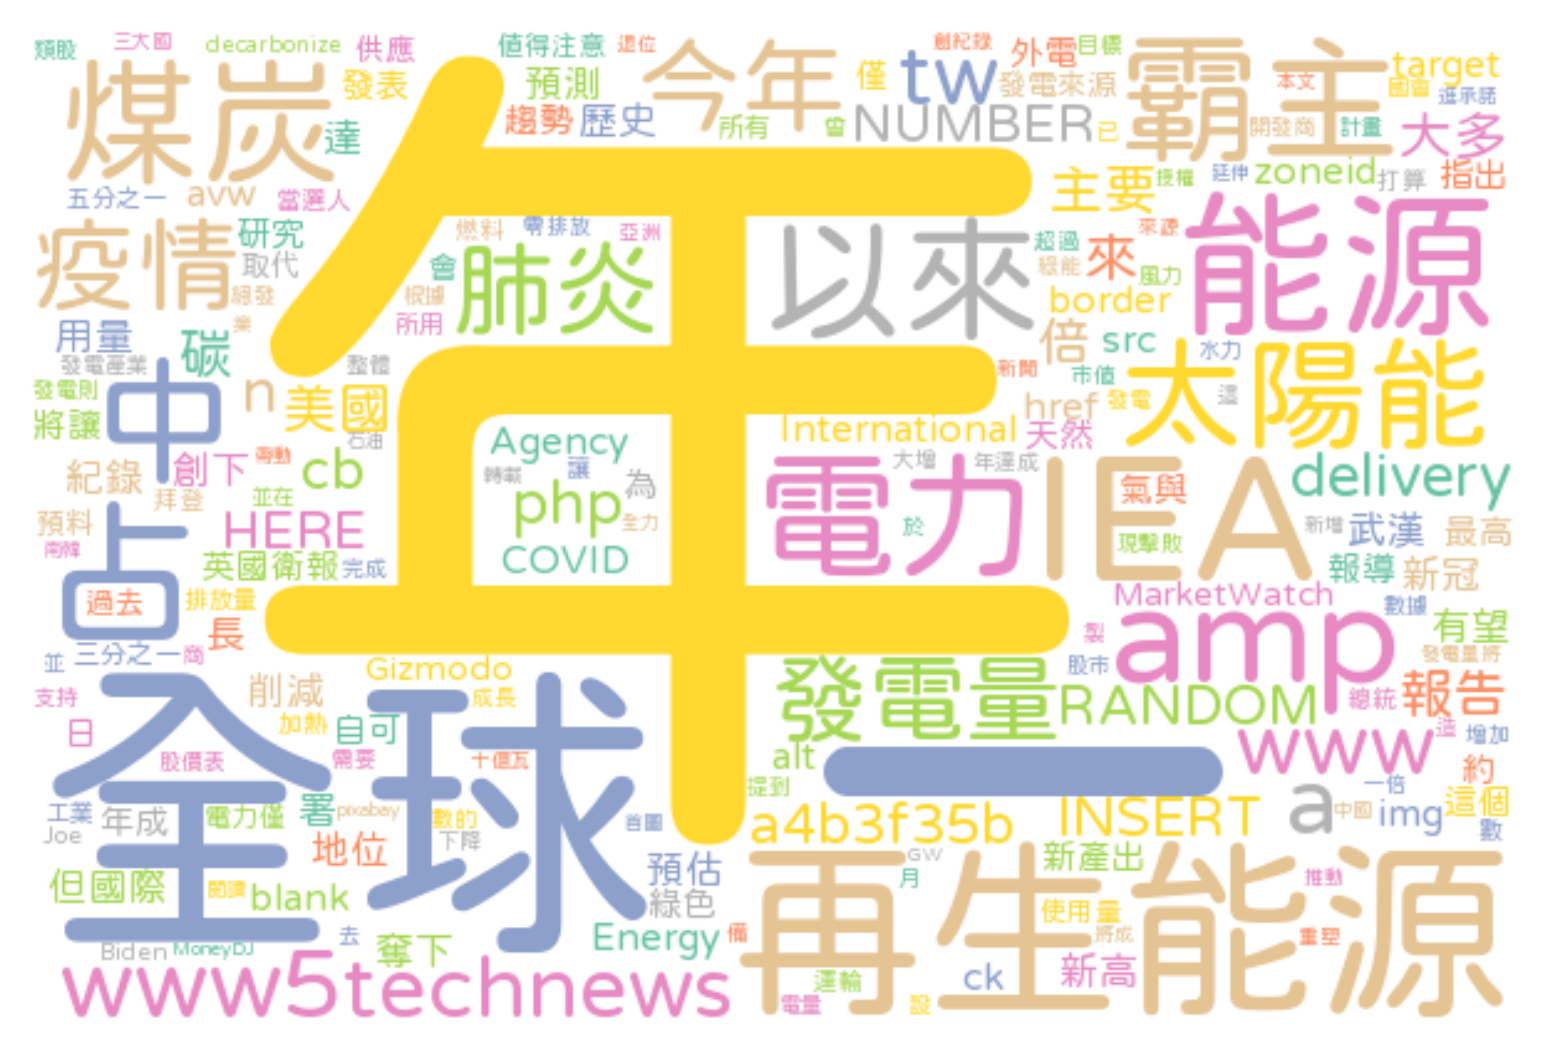 類股
三大國
decarbonize
供應
值得注意
退位
今年
創紀錄
外電
目標
霸主
煤炭
發表
預測
僅
tw
發電來源
本文
target
國會
進承諾
趨勢
歷史
所有
曾
NUMBER
已
開發商
計畫
大多
達
年
五分之一
avw
當選人
主要
授權
延伸
zoneid
打算
指出
疫情
研究
取代
燃料
零排放
亞洲
會
肺炎
以來
超過
綠能
來
來源
風力
能源
根據
所用
border
用量
碳
發電產業
整體
倍
src
水力
太陽能
新聞
市值
發電則
將讓
中
n
美國
石油
href
發電
這
International
天然
Agency
轉載
讓
為
大增
年達成
紀錄
創下
帶動
cb
拜登
並在
php
全力
電力
於
IEA
氣與
delivery
預料
南韓
占
HERE
COVID
現擊敗
新增
武漢
最高
英國衛報
完成
報導
新冠
過去
排放量
MarketWatch
數據
長
製
amp
有望
並
三分之一
商
Gizmodo
發電量
股市
發電量將
支持
削減
成長
RANDOM
總統
報告
日
加熱
自可
全球
一
www
造
增加
股價表
需要
十億瓦
alt
提到
約
工業
年成
電力僅
署
pixabay
數的
下降
首圖
a4b3f35b
INSERT
a
中國
一倍
img
這個
數
Joe
地位
預估
GW
月
新產出
但國際
閱讀
blank
綠色
再生能源
推動
使用量
將成
重塑
Biden
MoneyDJ
去
奪下
Energy
備
www5technews
運輸
ck
新高
電量
設